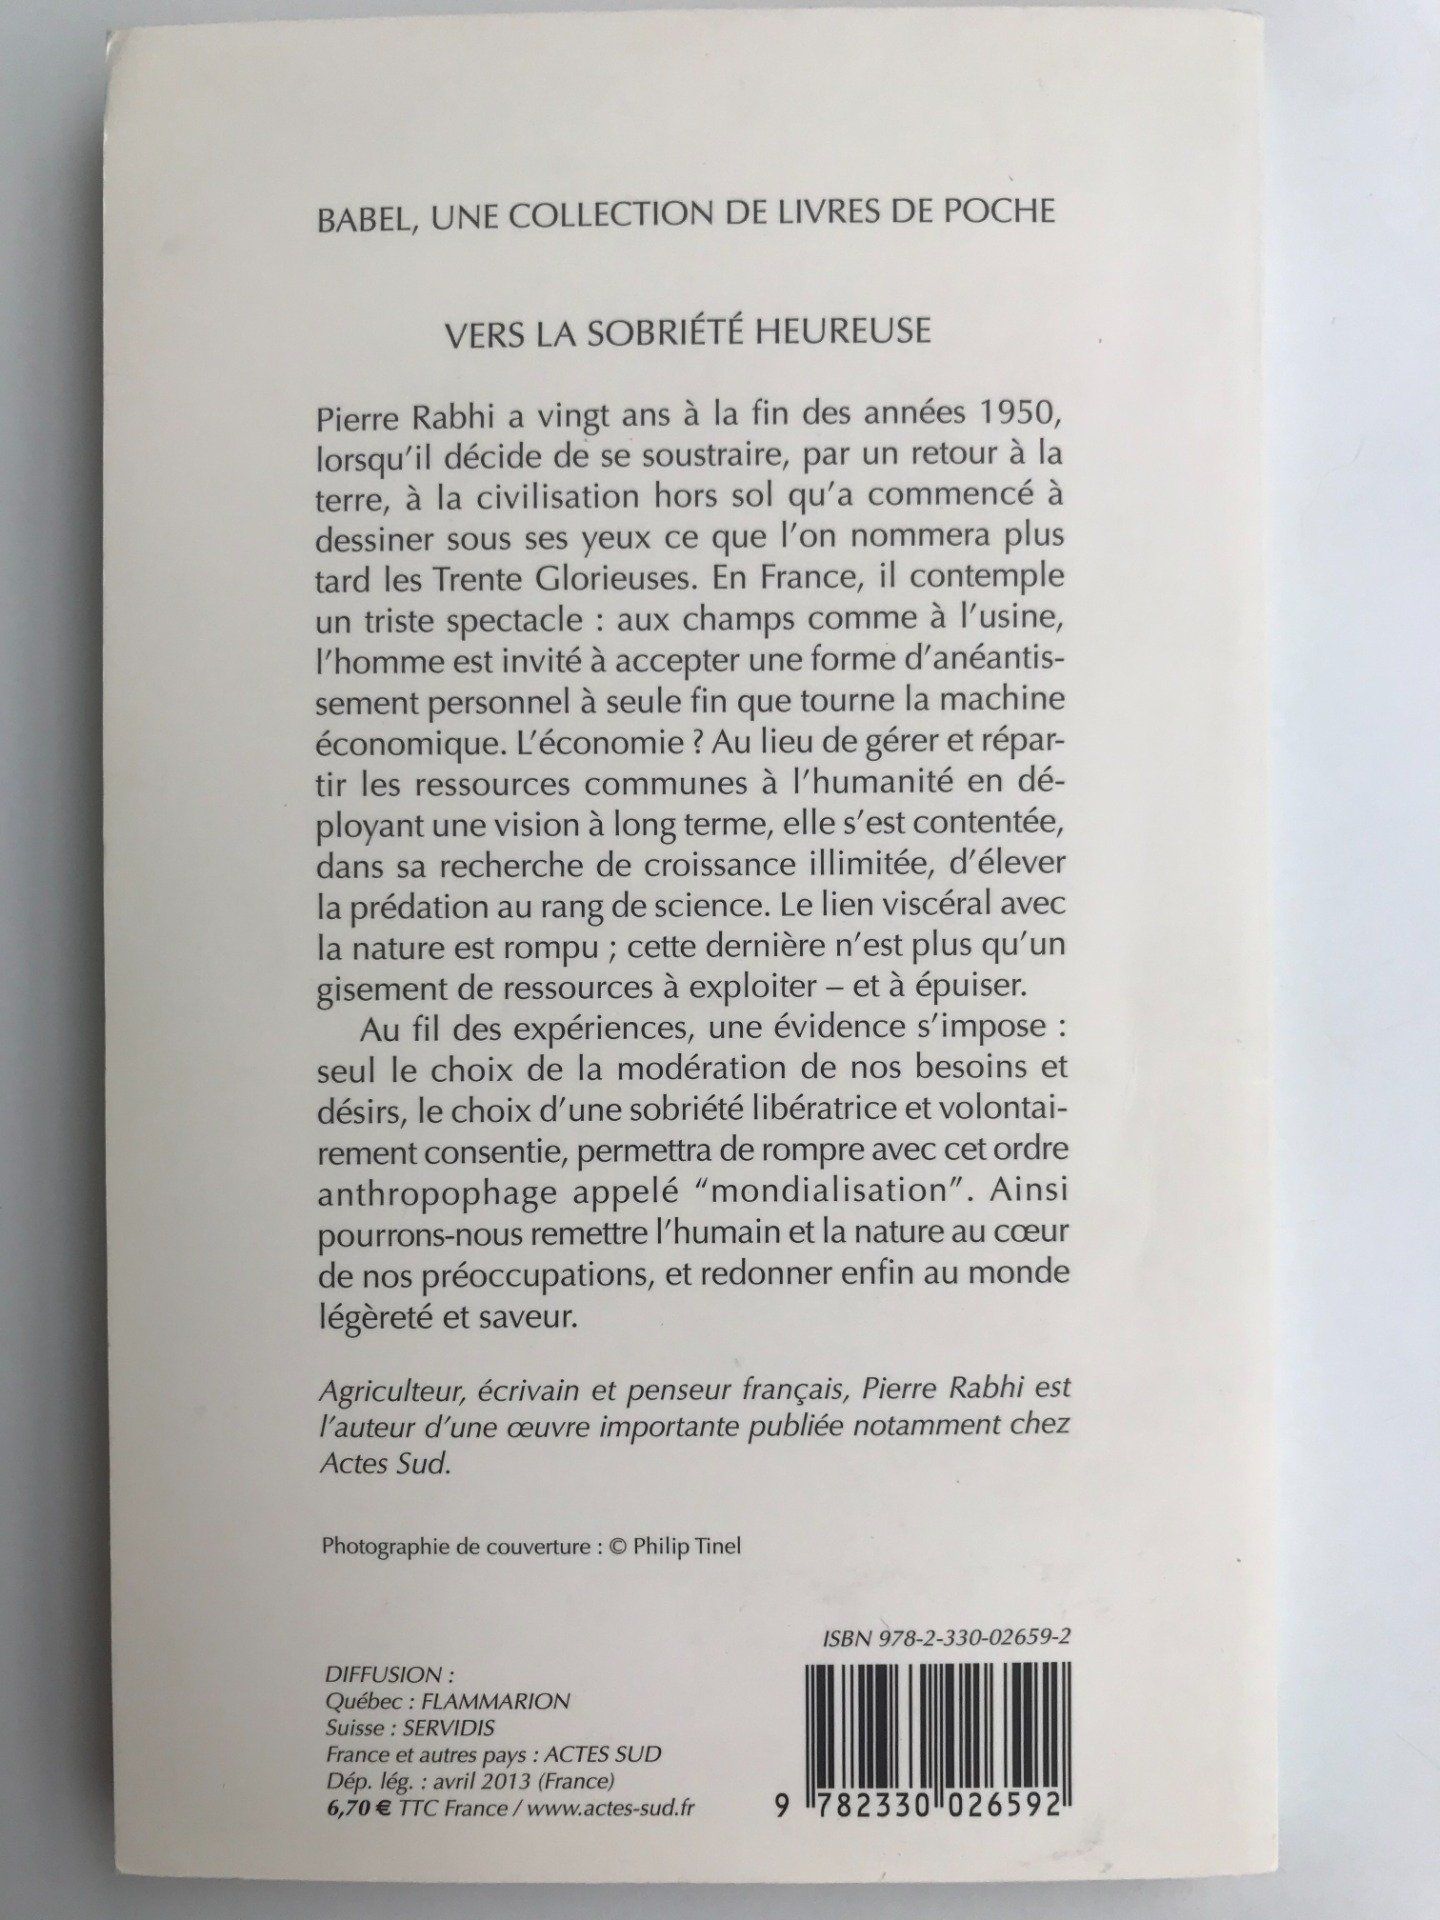 BABEL, UNE COLLECTION DE LIVRES DE POCHE
VERS LA SOBRIÉTÉ HEUREUSE
Pierre Rabhi a vingt ans à la fin des années 1950,
lorsqu'il décide de se soustraire, par un retour à la
terre, à la civilisation hors sol qu'a commencé à
dessiner sous ses yeux ce que l'on nommera plus
tard les Trente Glorieuses. En France, il contemple
un triste spectacle : aux champs comme à l'usine,
l'homme est invité à accepter une forme d'anéantis-
sement personnel à seule fin que tourne la machine
économique. L'économie ? Au lieu de gérer et répar-
tir les ressources communes à l'humanité en dé-
ployant une vision à long terme, elle s'est contentée,
dans sa recherche de croissance illimitée, d'élever
la prédation au rang de science. Le lien viscéral avec
la nature est rompu ; cette dernière n'est plus qu'un
gisement de ressources à exploiter – et à épuiser.
Au fil des expériences, une évidence s'impose :
seul le choix de la modération de nos besoins et
désirs, le choix d'une sobriété libératrice et volontai-
rement consentie, permettra de rompre avec cet ordre
anthropophage appelé “mondialisation”. Ainsi
pourrons-nous remettre l'humain et la nature au cœur
de nos préoccupations, et redonner enfin au monde
légèreté et saveur.
Agriculteur, écrivain et penseur français, Pierre Rabhi est
l'auteur d'une œuvre importante publiée notamment chez
Actes Sud.
Photographie de couverture : © Philip Tinel
ISBN 978-2-330-02659-2
DIFFUSION :
Québec : FLAMMARION
Suisse : SERVIDIS
France et autres pays : ACTES SUD
Dép. lég. : avril 2013 (France)
6,70 € TTC France / www.actes-sud.fr
9 782330 026592